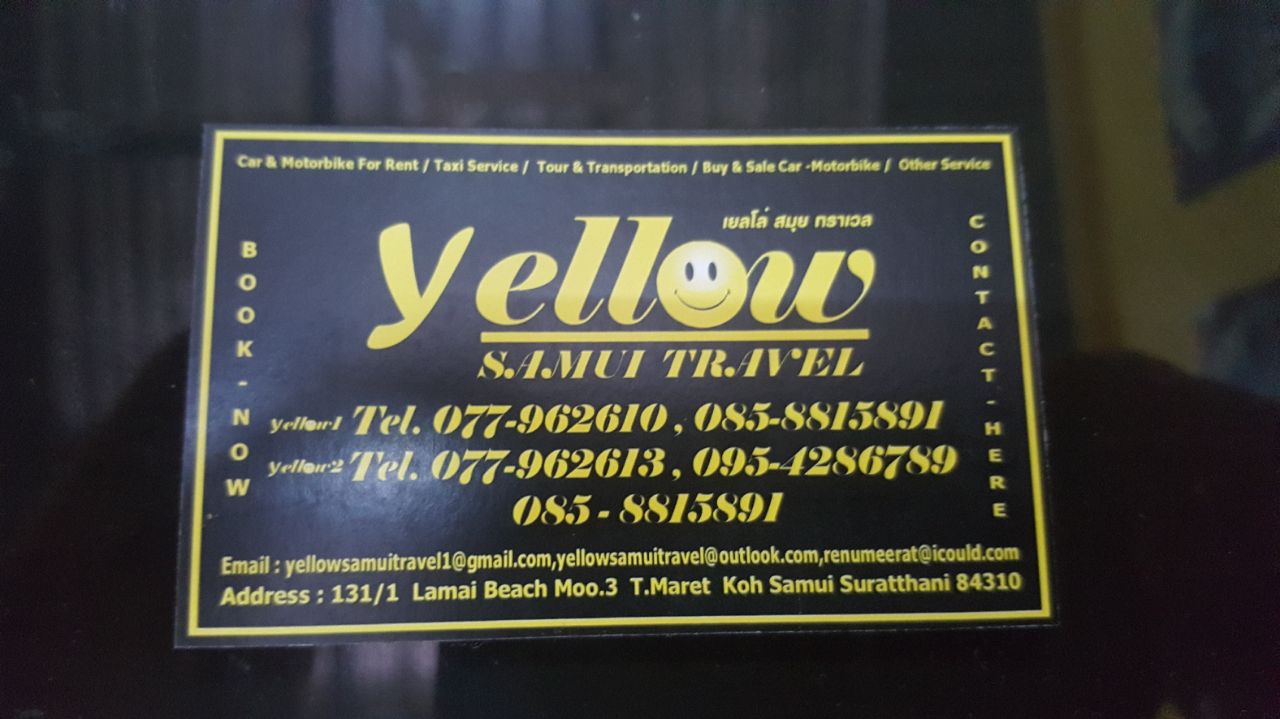 Car & Motorbike For Rent / Taxi Service / Tour & Transportation / Buy & Sale Car -Motorbike / Other Service
เยลโล่ สมุย ทราเวล
yellow
SAMUI TRAVEL
BOOK-NOW
CONTACT-HERE
yellow1 Tel. 077-962610 , 085-8815891
yellow2 Tel. 077-962613 , 095-4286789
085 - 8815891
Email : yellowsamuitravel1@gmail.com,yellowsamuitravel@outlook.com,renumeerat@icould.com
Address : 131/1 Lamai Beach Moo.3 T.Maret Koh Samui Suratthani 84310